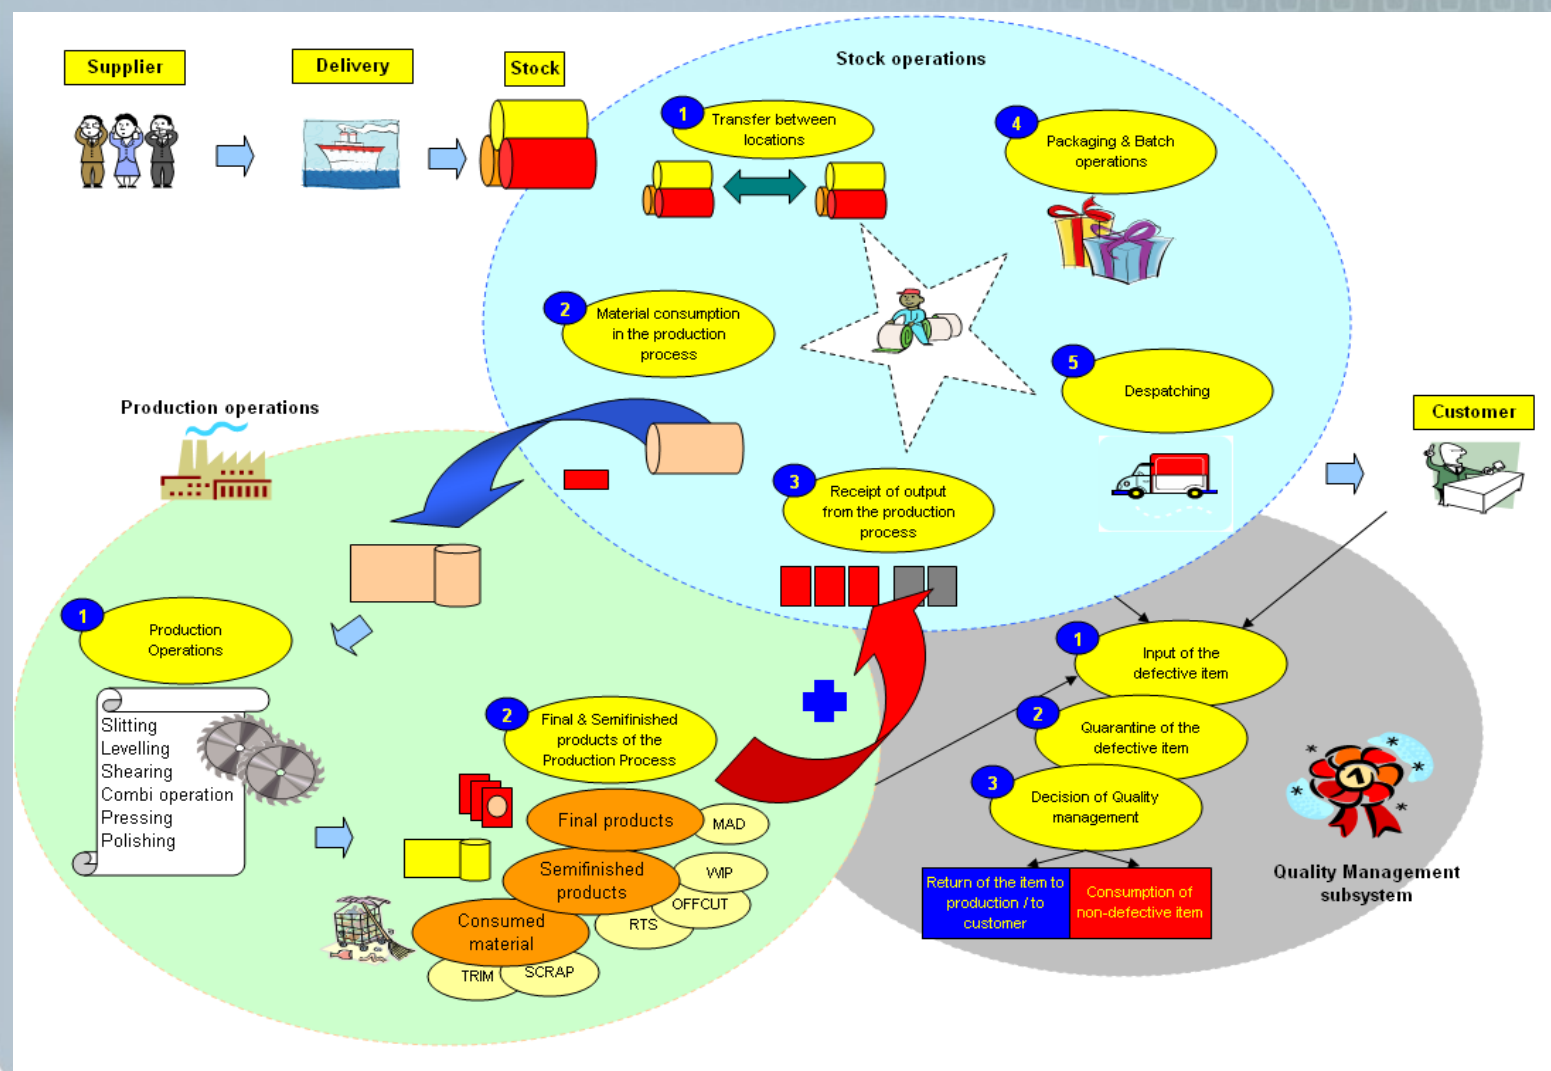 Supplier
Delivery
Stock
Stock operations
1
Transfer between
locations
4
Packaging & Batch
operations
2
Material consumption
in the production
process
5
Despatching
Customer
Production operations
3
Receipt of output
from the production
process
1
Production
Operations
Slitting
Levelling
Shearing
Combi operation
Pressing
Polishing
2
Final & Semifinished
products of the
Production Process
Final products
MAD
Semifinished
products
WIP
OFFCUT
RTS
Consumed
material
TRIM
SCRAP
1
Input of the
defective item
2
Quarantine of the
defective item
3
Decision of Quality
management
Return of the item to
production / to
customer
Consumption of
non-defective item
1
Quality Management
subsystem